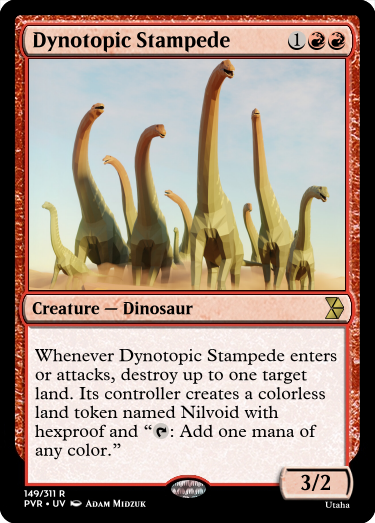 Dynotopic Stampede 1
Creature — Dinosaur
Whenever Dynotopic Stampede enters
or attacks, destroy up to one target
land. Its controller creates a colorless
land token named Nilvoid with
hexproof and “: Add one mana of
any color.”
3/2
149/311 R
PVR • UV Adam Midzuk
Utaha